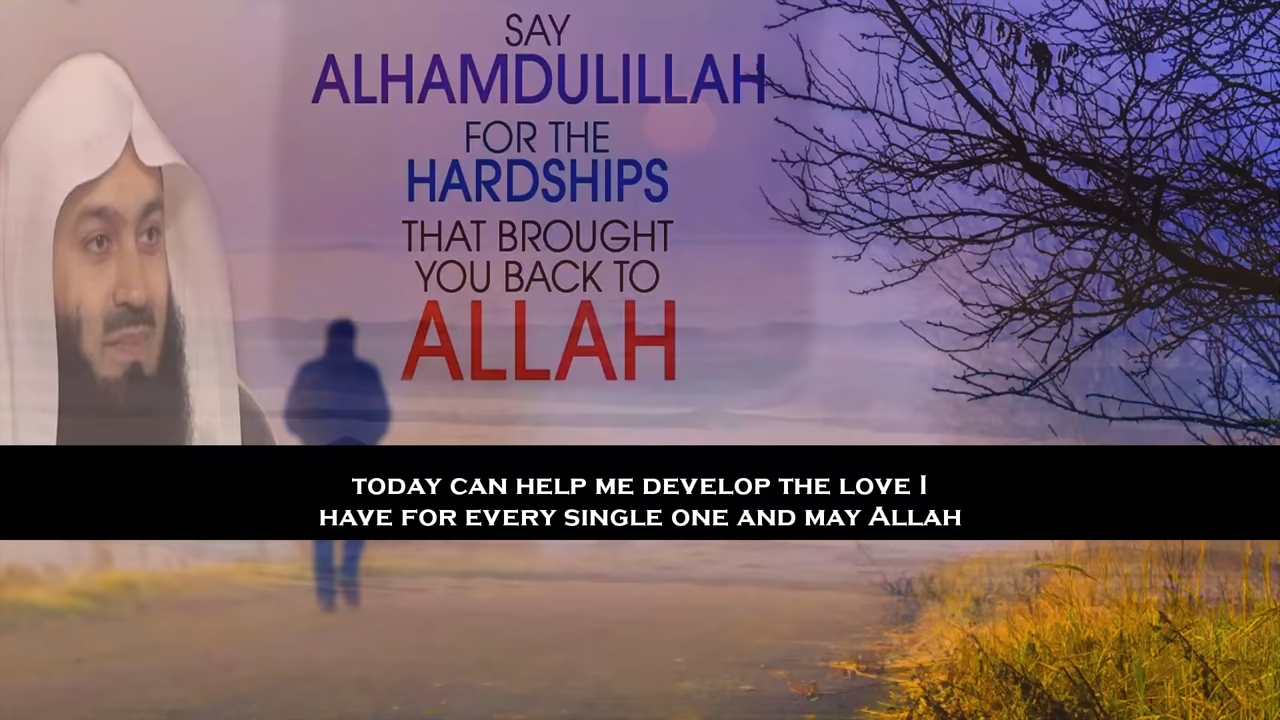 SAY
ALHAMDULILLAH
FOR THE
HARDSHIPS
THAT BROUGHT
YOU BACK TO
ALLAH
TODAY CAN HELP ME DEVELOP THE LOVE I
HAVE FOR EVERY SINGLE ONE AND MAY ALLAH